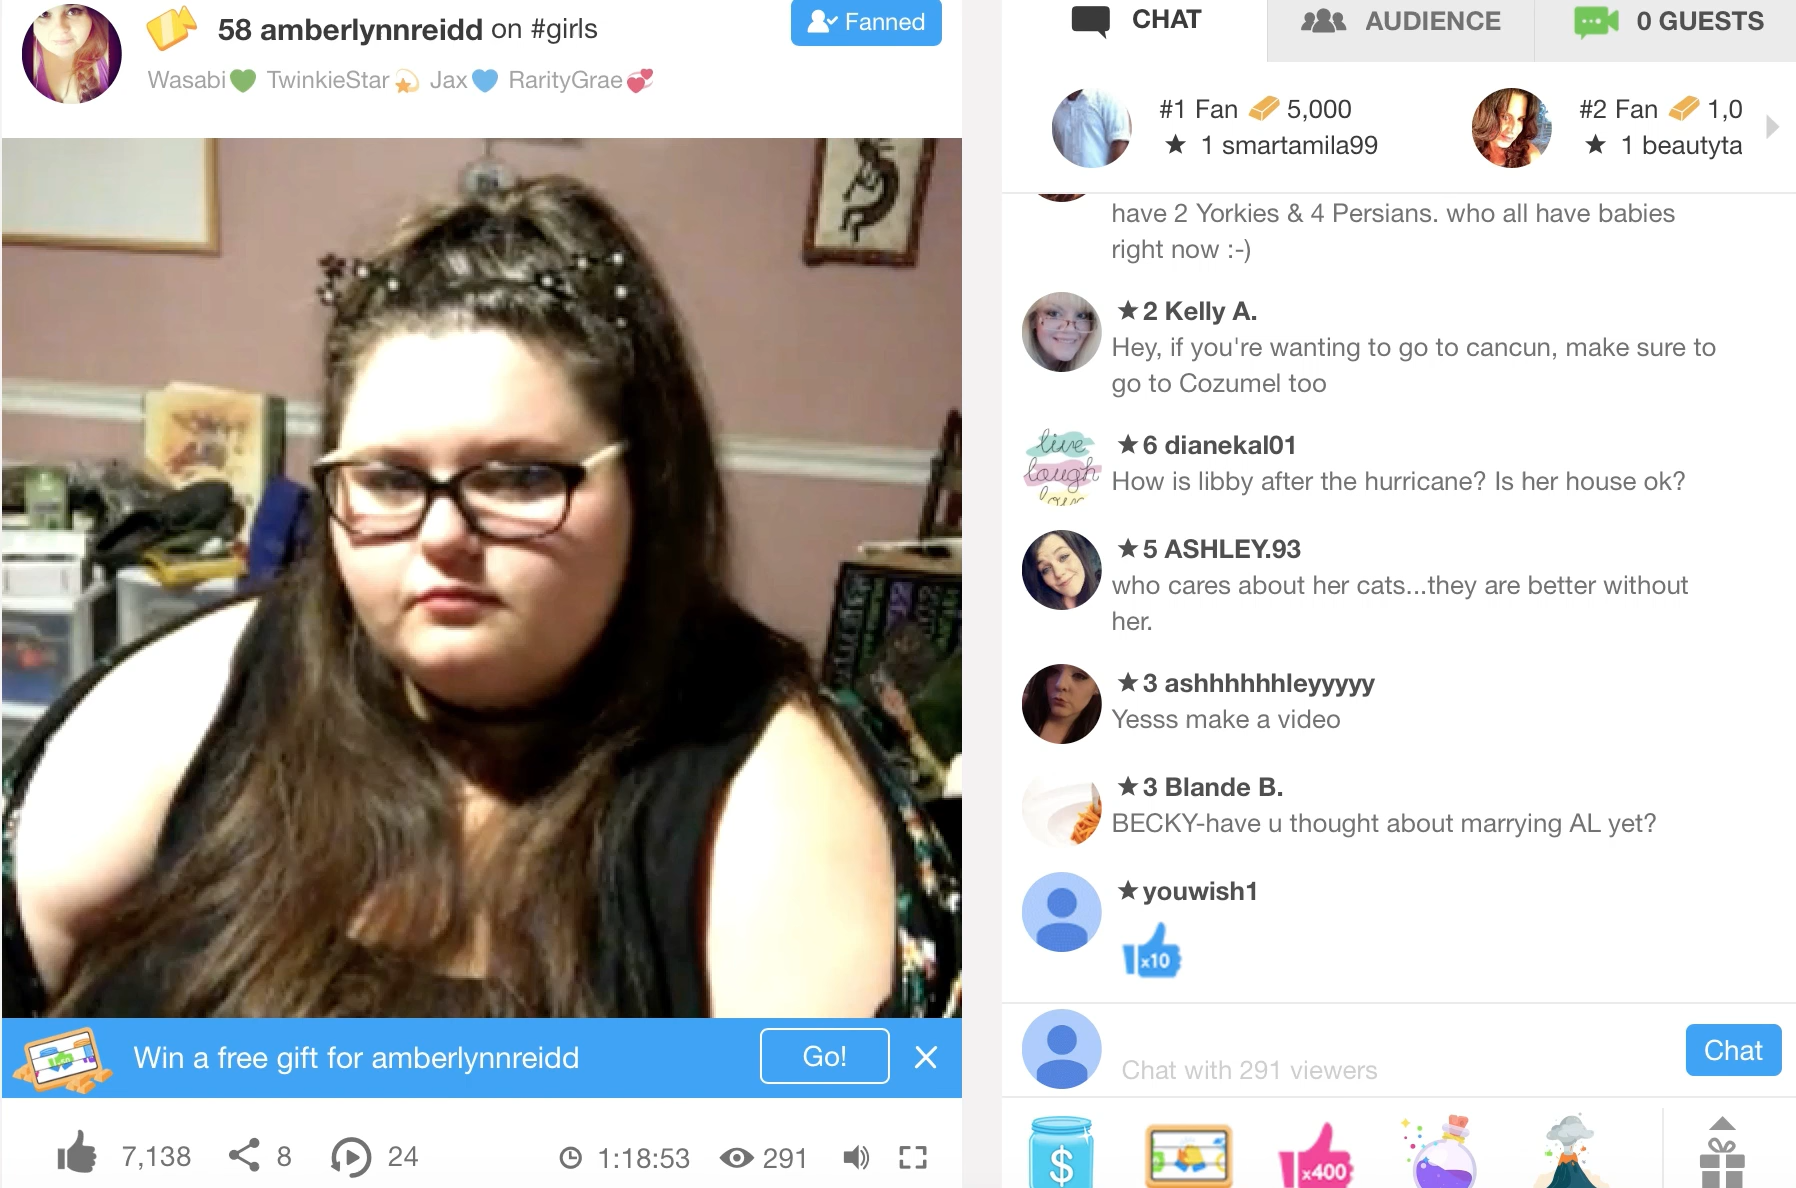 58 amberlynnreidd on #girls
Fanned
Wasabi💚 TwinkieStar💫 Jax💙 RarityGrae💞
CHAT
AUDIENCE
0 GUESTS
#1 Fan 5,000
★ 1 smartamila99
#2 Fan 1,0
★ 1 beautyta
have 2 Yorkies & 4 Persians. who all have babies
right now :-)
★2 Kelly A.
Hey, if you're wanting to go to cancun, make sure to
go to Cozumel too
live
laugh
love
★6 dianekal01
How is libby after the hurricane? Is her house ok?
★5 ASHLEY.93
who cares about her cats...they are better without
her.
★3 ashhhhhhleyyyyy
Yesss make a video
★3 Blande B.
BECKY-have u thought about marrying AL yet?
★youwish1
x10
Win a free gift for amberlynnreidd
Go!
Chat with 291 viewers
Chat
7,138
8
24
1:18:53
291
$
x400